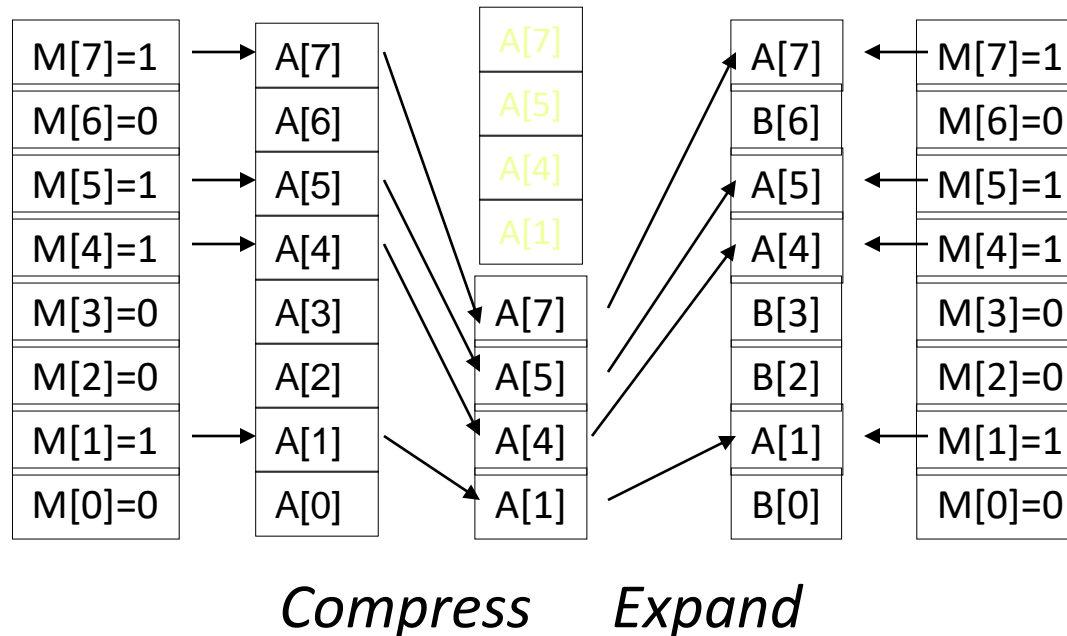 M[7]=1 A[7] A[7] A[7] M[7]=1
M[6]=0 A[6] A[5] B[6] M[6]=0
M[5]=1 A[5] A[4] A[5] M[5]=1
M[4]=1 A[4] A[1] A[4] M[4]=1
M[3]=0 A[3] A[7] B[3] M[3]=0
M[2]=0 A[2] A[5] B[2] M[2]=0
M[1]=1 A[1] A[4] A[1] M[1]=1
M[0]=0 A[0] A[1] B[0] M[0]=0
Compress Expand